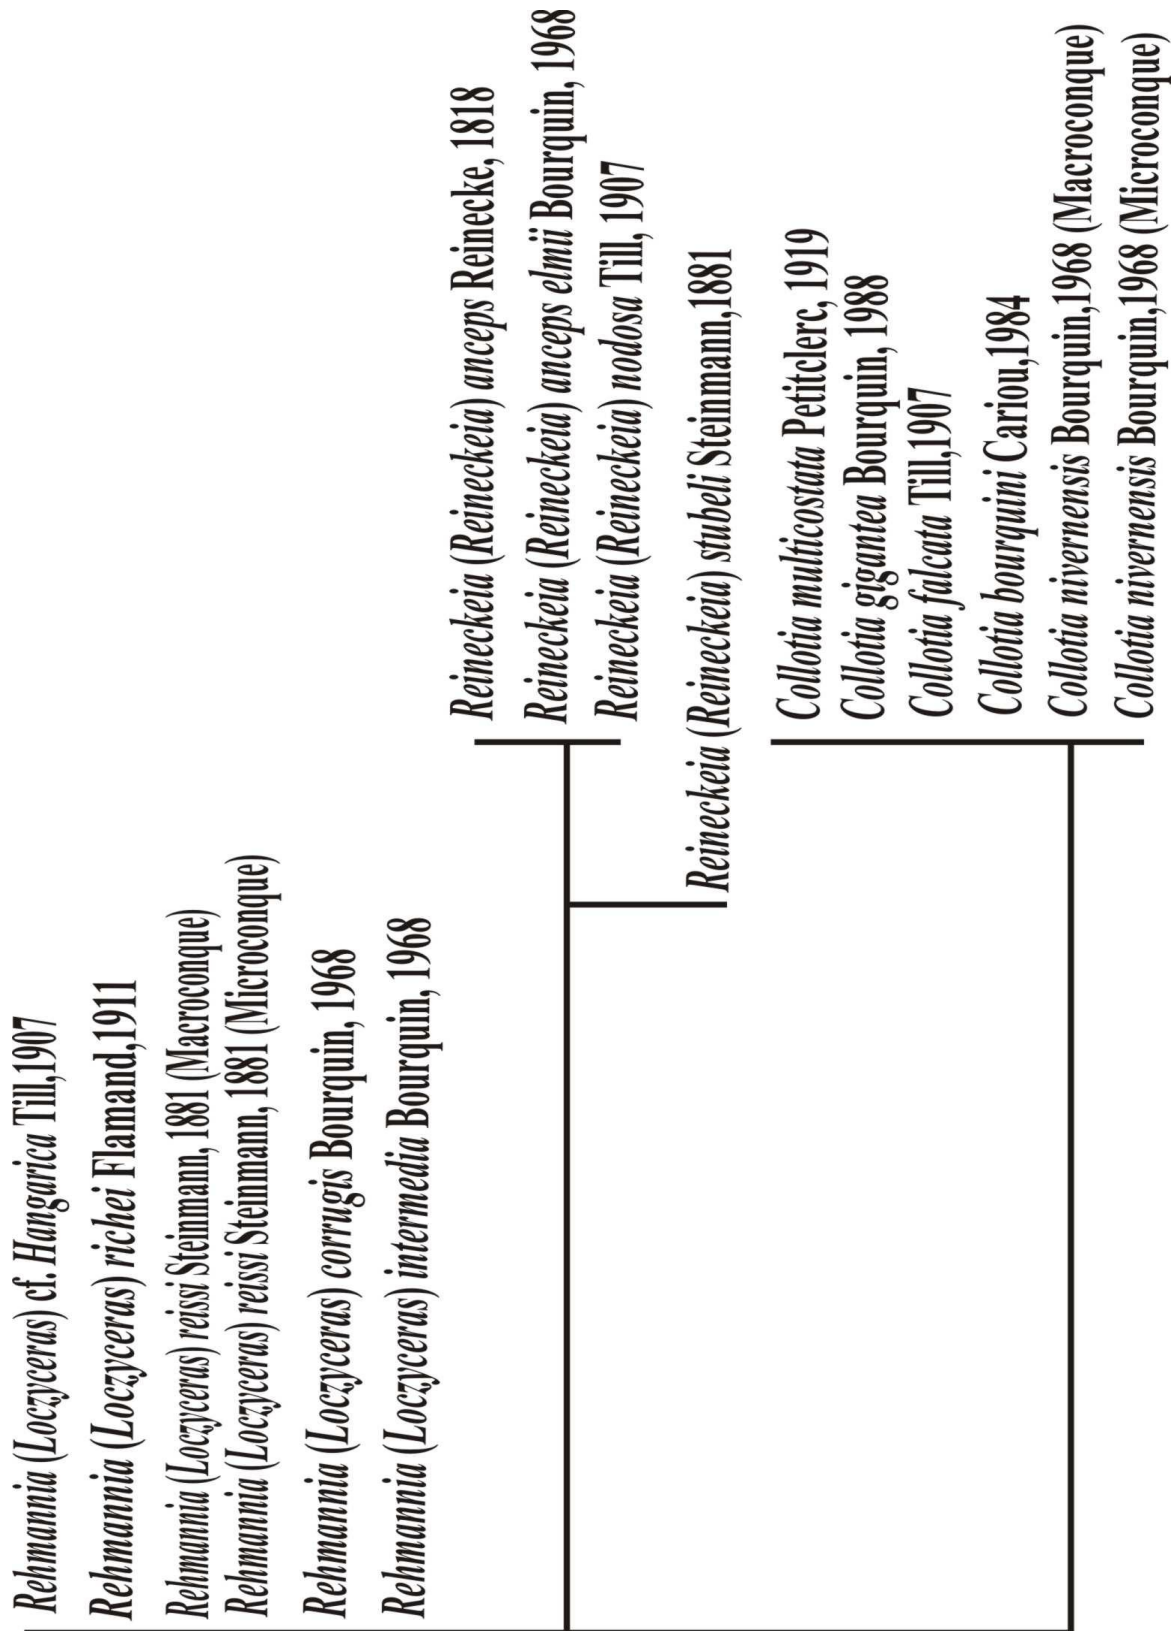 Rehmannia (Loczyceras) cf. Hangarica Till,1907
Rehmannia (Loczyceras) richei Flamand,1911
Rehmannia (Loczyceras) reissi Steinmann, 1881 (Macroconque)
Rehmannia (Loczyceras) reissi Steinmann, 1881 (Microconque)
Rehmannia (Loczyceras) corrugis Bourquin, 1968
Rehmannia (Loczyceras) intermedia Bourquin, 1968
Reineckeia (Reineckeia) anceps Reinecke, 1818
Reineckeia (Reineckeia) anceps elmii Bourquin, 1968
Reineckeia (Reineckeia) nodosa Till, 1907
Reineckeia (Reineckeia) stubeli Steinmann,1881
Collotia multicostata Petitclerc, 1919
Collotia gigantea Bourquin, 1988
Collotia falcata Till,1907
Collotia bourquini Cariou,1984
Collotia nivernensis Bourquin,1968 (Macroconque)
Collotia nivernensis Bourquin,1968 (Microconque)